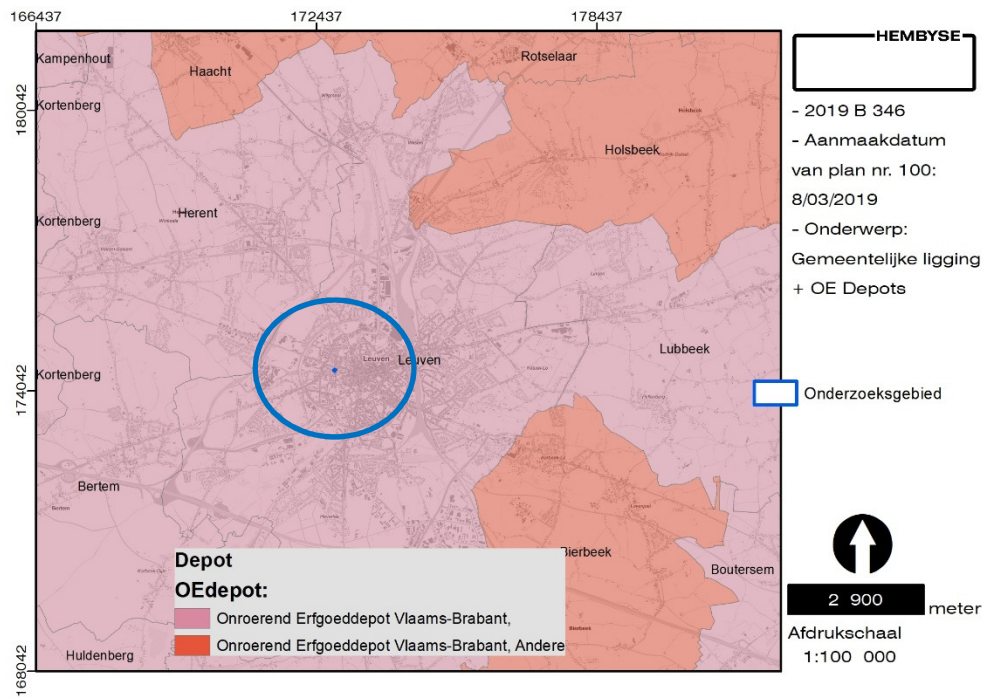 166437
172437
178437
180042
174042
168042
Kampenhout
Haacht
Rotselaar
Kortenberg
Holsbeek
Herent
Kortenberg
Leuven
Leuven
Lubbeek
Kortenberg
Bertem
Bierbeek
Boutersem
Huldenberg
Depot
OEdepot:
Onroerend Erfgoeddepot Vlaams-Brabant,
Onroerend Erfgoeddepot Vlaams-Brabant, Andere
HEMBYSE
- 2019 B 346
- Aanmaakdatum
van plan nr. 100:
8/03/2019
- Onderwerp:
Gemeentelijke ligging
+ OE Depots
Onderzoeksgebied
2 900
meter
Afdrukschaal
1:100 000